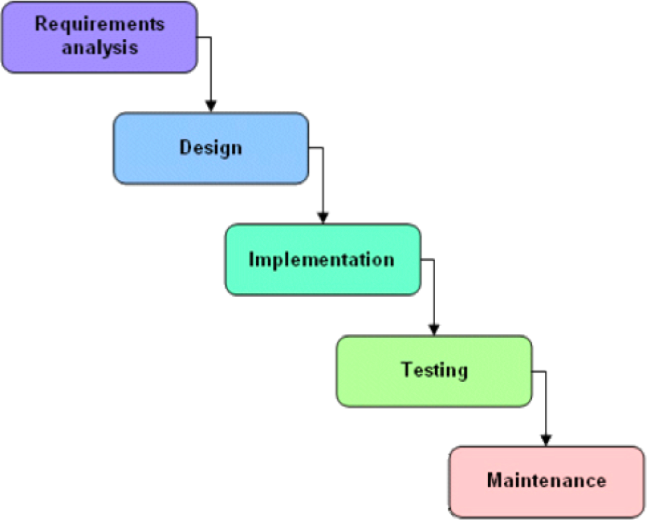 Requirements
analysis
Design
Implementation
Testing
Maintenance